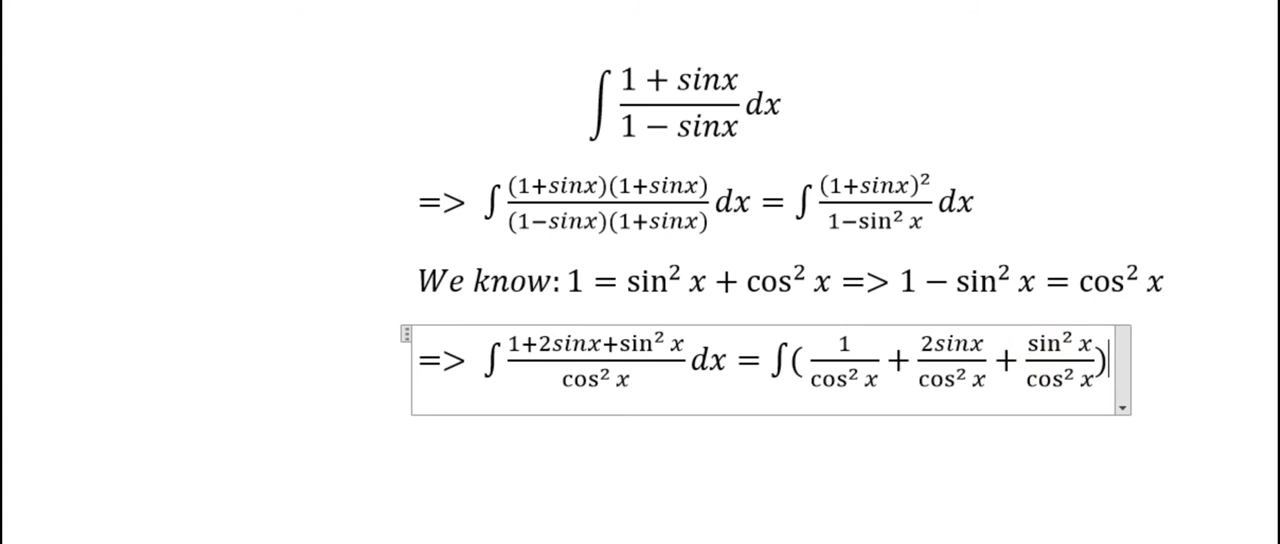 ∫ (1 + sinx)/(1 − sinx) dx
=> ∫ ((1+sinx)(1+sinx))/((1−sinx)(1+sinx)) dx = ∫ (1+sinx)²/(1−sin² x) dx
We know: 1 = sin² x + cos² x => 1 − sin² x = cos² x
=> ∫ (1+2sinx+sin² x)/(cos² x) dx = ∫( 1/(cos² x) + (2sinx)/(cos² x) + (sin² x)/(cos² x) )